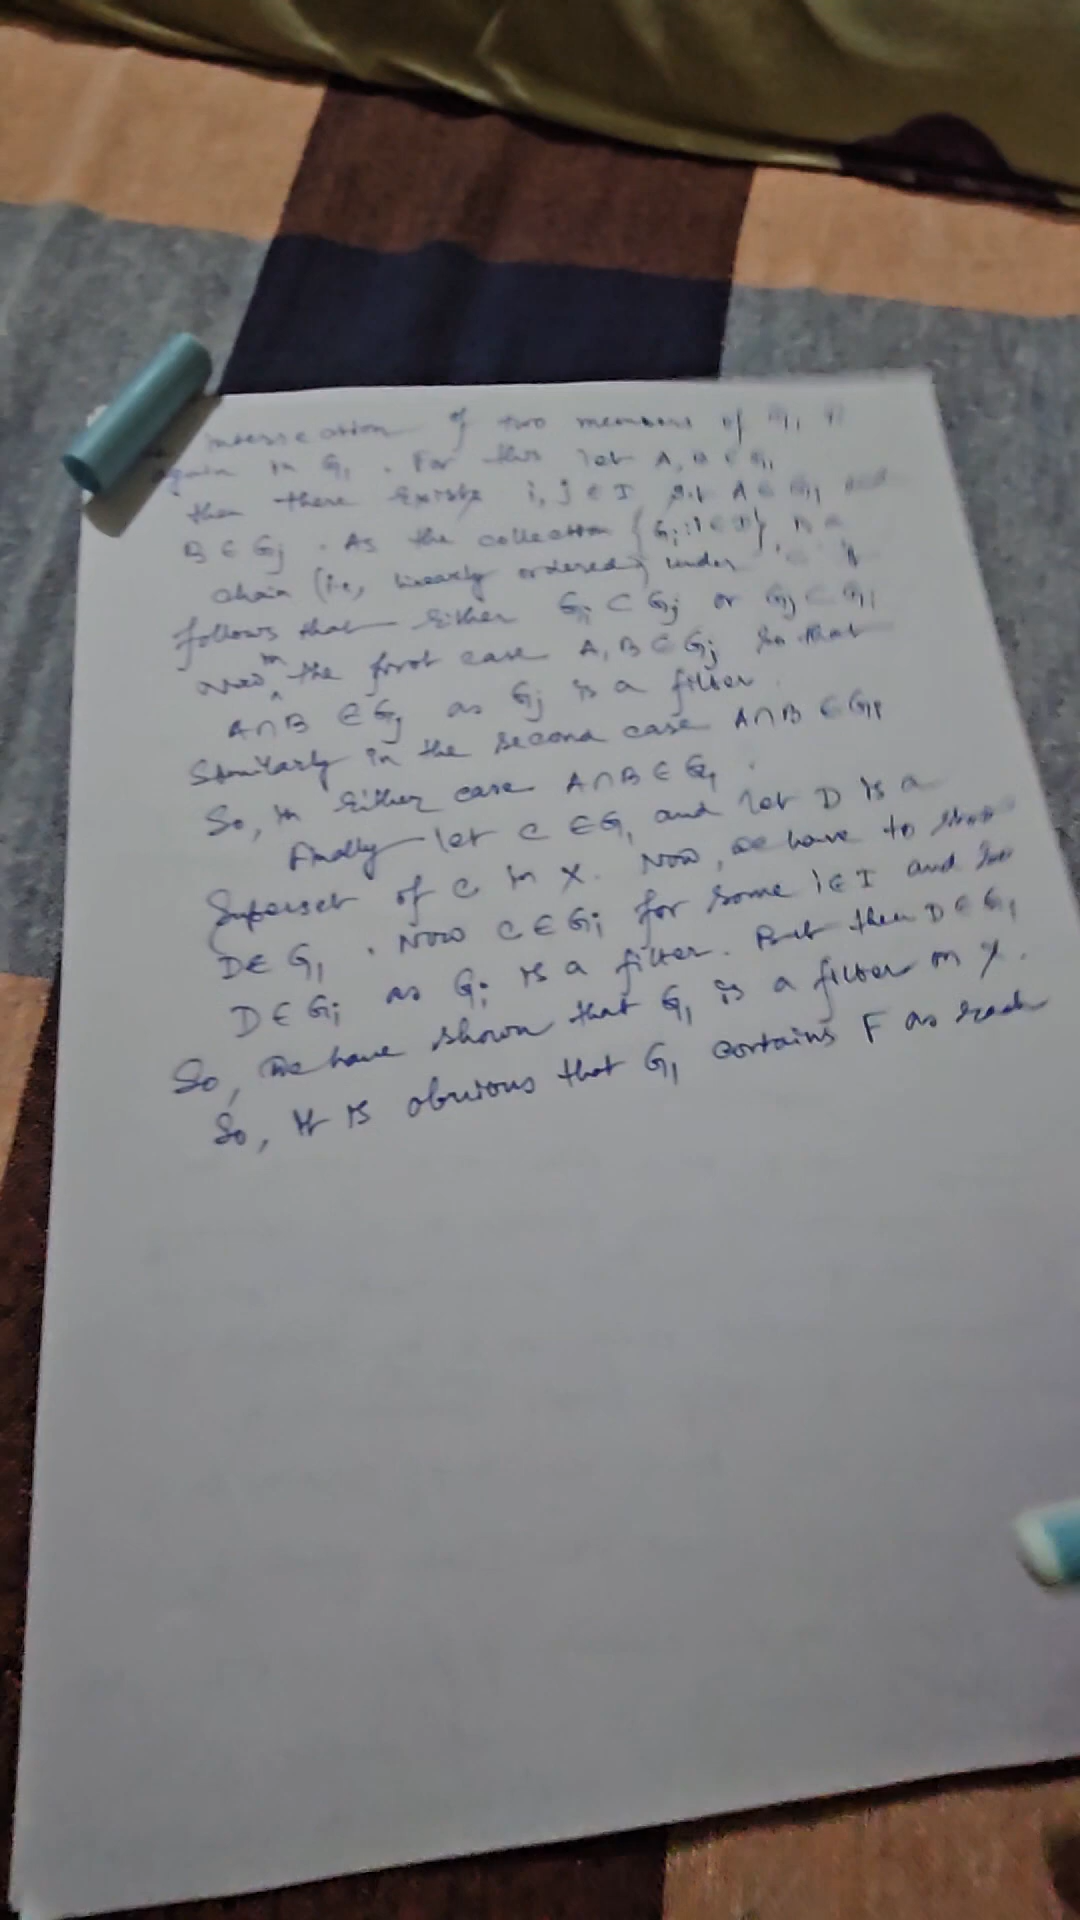 intersection of two members of G₁ is
again in G₁ . For this let A, B ∈ G₁
then there exists i, j ∈ I s.t A ∈ Gi and
B ∈ Gj . As the collection {Gi : i ∈ I} is a
chain (i.e, linearly ordered) under
follows that either Gi ⊂ Gj or Gj ⊂ Gi
Now in the first case A, B ∈ Gj so that
A ∩ B ∈ Gj as Gj is a filter
Similarly in the second case A ∩ B ∈ Gi,
So, in either case A ∩ B ∈ G₁ .
Finally let C ∈ G₁ and let D is a
Superset of C in X. Now, we have to show
D ∈ G₁ . Now C ∈ Gi for some i ∈ I and so
D ∈ Gi as Gi is a filter. But then D ∈ G₁
So, we have shown that G₁ is a filter on X.
So, it is obvious that G₁ contains F as each